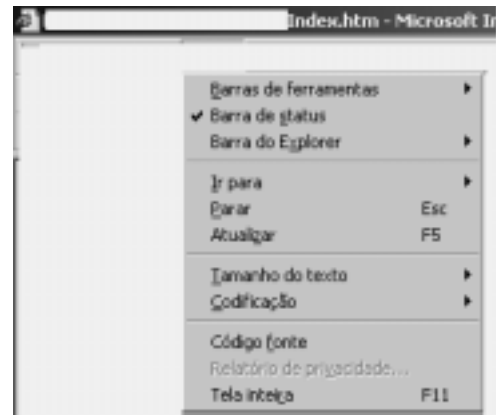 Index.htm - Microsoft In
Barras de ferramentas
Barra de status
Barra do Explorer
Ir para
Parar Esc
Atualizar F5
Tamanho do texto
Codificação
Código fonte
Relatório de privacidade...
Tela inteira F11